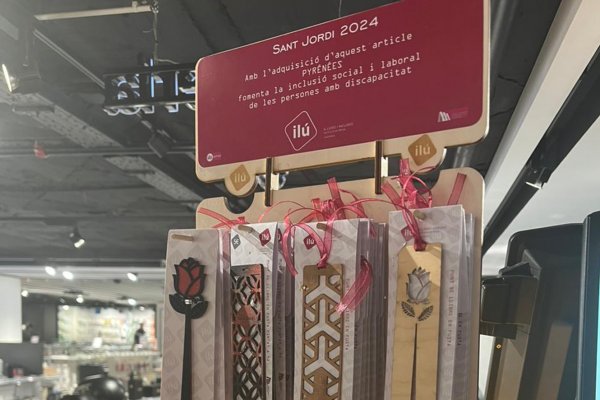 SANT JORDI 2024
Amb l'adquisició d'aquest article
PYRÉNÉES
fomenta la inclusió social i laboral
de les persones amb discapacitat
ilú
ilú
ilú